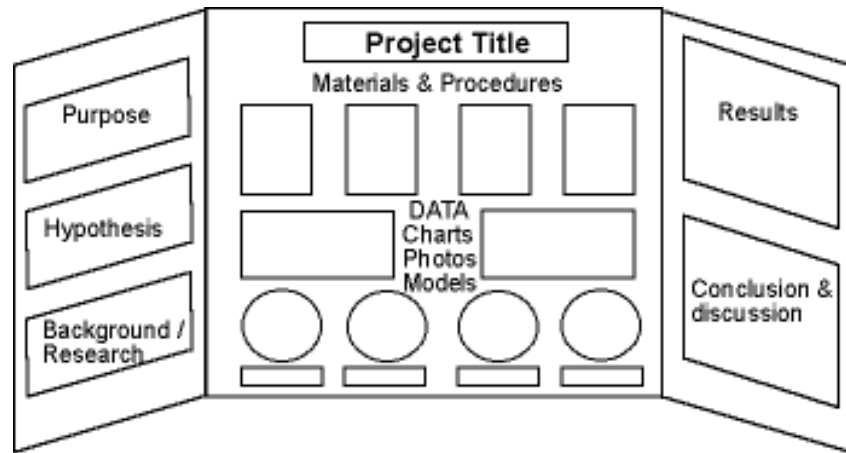 Project Title
Materials & Procedures
Purpose
Hypothesis
Background /
Research
DATA
Charts
Photos
Models
Results
Conclusion &
discussion